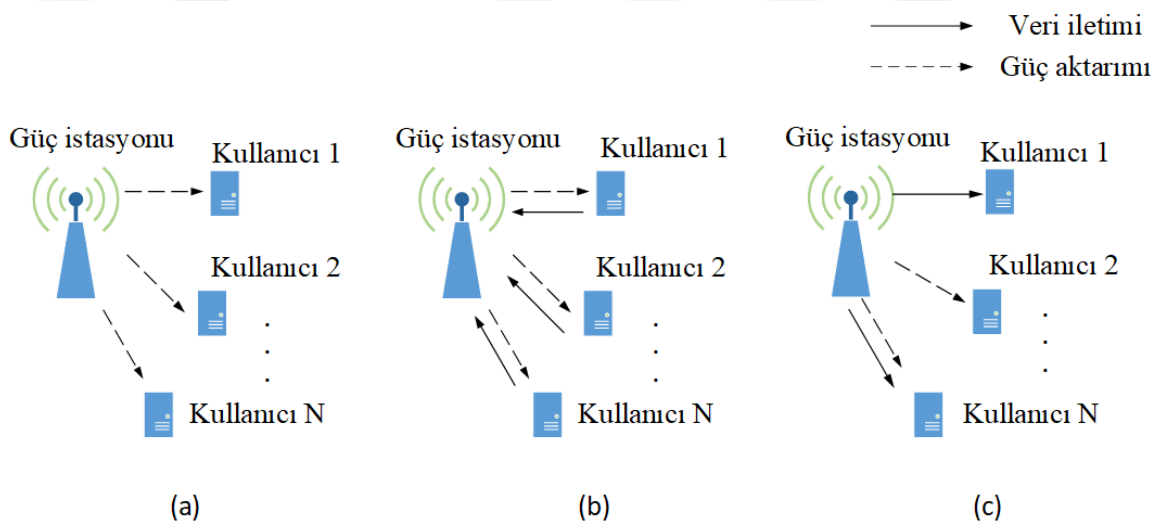 Veri iletimi
Güç aktarımı
Güç istasyonu
Kullanıcı 1
Kullanıcı 2
.
.
.
Kullanıcı N
(a)
Güç istasyonu
Kullanıcı 1
Kullanıcı 2
.
.
.
Kullanıcı N
(b)
Güç istasyonu
Kullanıcı 1
Kullanıcı 2
.
.
.
Kullanıcı N
(c)